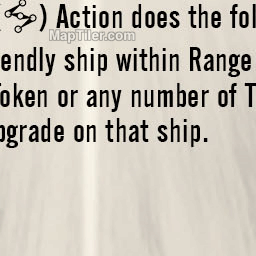 ) Action does the fol
MapTiler.com
endly ship within Range
oken or any number of T
pgrade on that ship.